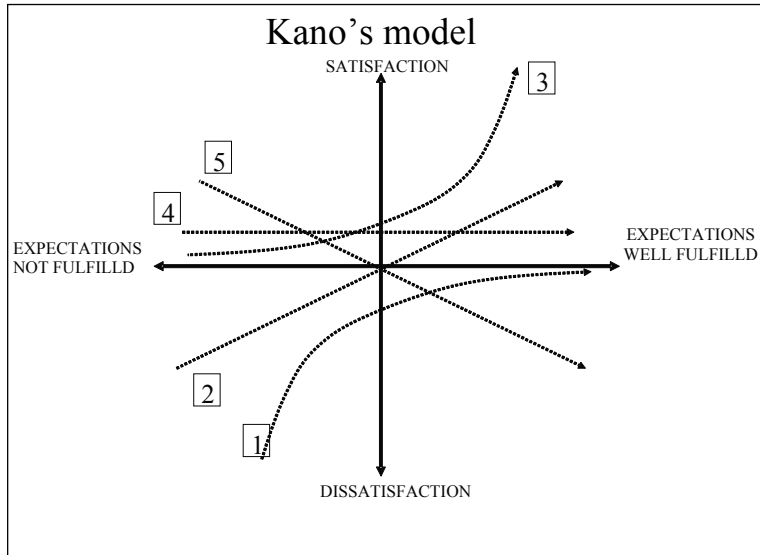 Kano's model
SATISFACTION
3
5
4
EXPECTATIONS
NOT FULFILLD
EXPECTATIONS
WELL FULFILLD
2
1
DISSATISFACTION